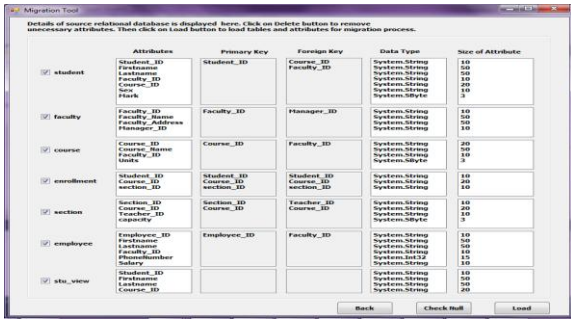 Migration Tool
Details of source relational database is displayed here. Click on Delete button to remove
unecessary attributes. Then click on Load button to load tables and attributes for migration process.
Attributes Primary Key Foreign Key Data Type Size of Attribute
student
Student_ID
Firstname
Lastname
Faculty_ID
Course_ID
Sex
Mark
Student_ID
Course_ID
Faculty_ID
System.String
System.String
System.String
System.String
System.String
System.String
System.SByte
10
50
50
10
20
10
3
faculty
Faculty_ID
Faculty_Name
Faculty_Address
Manager_ID
Faculty_ID
Manager_ID
System.String
System.String
System.String
System.String
10
50
50
10
course
Course_ID
Course_Name
Faculty_ID
Units
Course_ID
Faculty_ID
System.String
System.String
System.String
System.SByte
20
50
10
3
enrollment
Student_ID
Course_ID
section_ID
Student_ID
Course_ID
section_ID
Student_ID
Course_ID
section_ID
System.String
System.String
System.String
10
20
10
section
Section_ID
Course_ID
Teacher_ID
capacity
Section_ID
Course_ID
Teacher_ID
Course_ID
System.String
System.String
System.String
System.SByte
10
20
10
3
employee
Employee_ID
Firstname
Lastname
Faculty_ID
PhoneNumber
Salary
Employee_ID
Faculty_ID
System.String
System.String
System.String
System.String
System.Int32
System.String
10
50
50
10
15
10
stu_view
Student_ID
Firstname
Lastname
Course_ID
System.String
System.String
System.String
System.String
10
50
50
20
Back Check Null Load